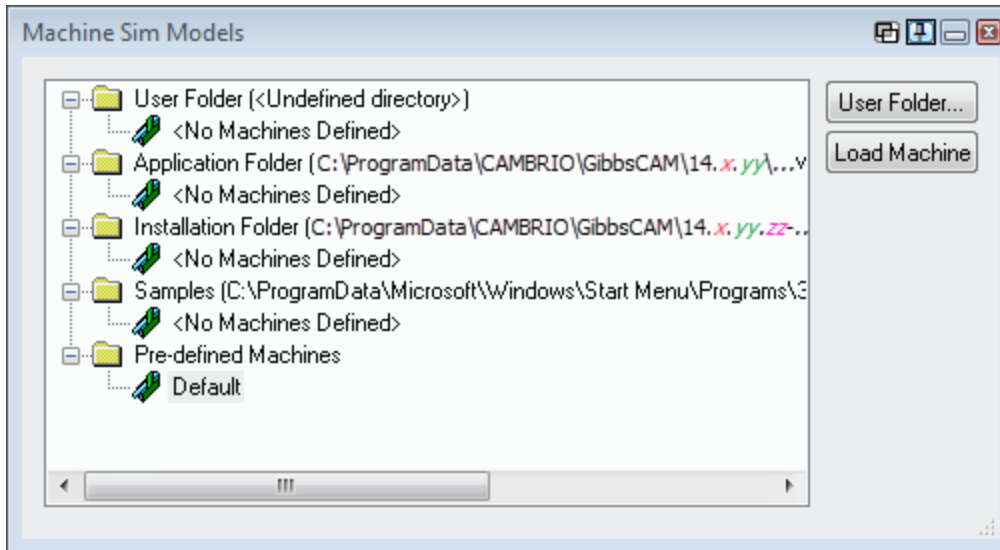 Machine Sim Models
User Folder (<Undefined directory>)
<No Machines Defined>
Application Folder (C:\ProgramData\CAMBRIO\GibbsCAM\14.x.yy\...v
<No Machines Defined>
Installation Folder (C:\ProgramData\CAMBRIO\GibbsCAM\14.x.yy.zz-..
<No Machines Defined>
Samples (C:\ProgramData\Microsoft\Windows\Start Menu\Programs\3
<No Machines Defined>
Pre-defined Machines
Default
User Folder...
Load Machine